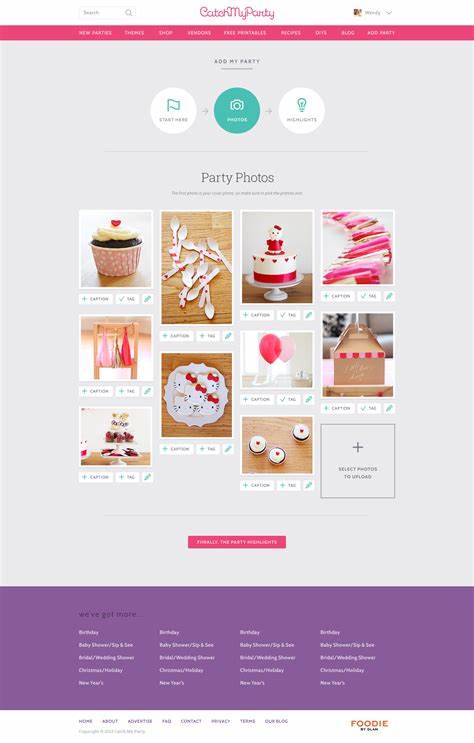 Search
CatchMyParty
Wendy
NEW PARTIES THEMES SHOP VENDORS FREE PRINTABLES RECIPES DIYS BLOG ADD PARTY
ADD MY PARTY
START HERE
PHOTOS
HIGHLIGHTS
Party Photos
The first photo is your cover photo, so make sure to pick the prettiest one.
+ CAPTION TAG
+ CAPTION + TAG
+ CAPTION TAG
+ CAPTION TAG
+ CAPTION + TAG
+ CAPTION + TAG
+ CAPTION TAG
+ CAPTION + TAG
+ CAPTION + TAG
+ CAPTION + TAG
SELECT PHOTOS
TO UPLOAD
FINALLY, THE PARTY HIGHLIGHTS
we've got more...
Birthday Birthday Birthday Birthday
Baby Shower/Sip & See Baby Shower/Sip & See Baby Shower/Sip & See Baby Shower/Sip & See
Bridal/Wedding Shower Bridal/Wedding Shower Bridal/Wedding Shower Bridal/Wedding Shower
Christmas/Holiday Christmas/Holiday Christmas/Holiday Christmas/Holiday
New Year's New Year's New Year's New Year's
HOME ABOUT ADVERTISE FAQ CONTACT PRIVACY TERMS OUR BLOG
Copyright © 2013 Catch My Party
FOODIE
BY GLAM